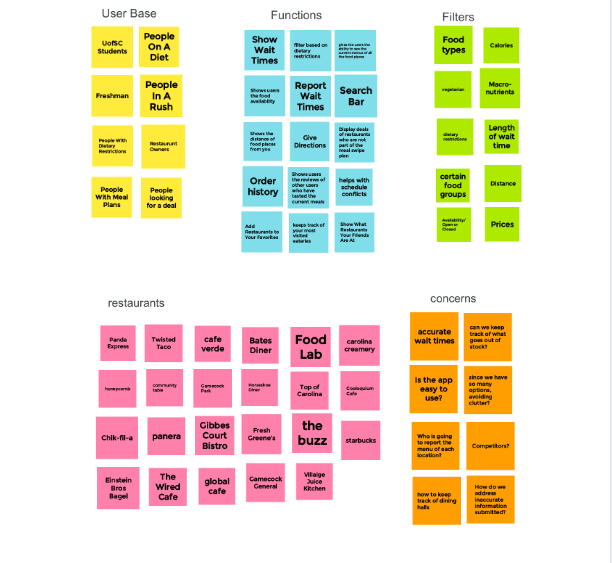 User Base
UofSC
Students
People
On A
Diet
Freshman
People
In A
Rush
People With
Dietary
Restrictions
Restaurunt
Owners
People
With Meal
Plans
People
looking
for a deal
Functions
Show
Wait
Times
filter based on
dietary
restrictions
gives the users the
ability to see the
current menus of all
the food places
Shows users
the food
availability
Report
Wait
Times
Search
Bar
Shows the
distance of
food places
from you
Give
Directions
Display deals
of restaurants
who are not
part of the
meal swipe
plan
Order
history
Shows users
the reviews of
other users
who have
tasted the
current meals
helps with
schedule
conflicts
Add
Restaurants to
Your Favorites
keeps track of
your most
visited
eateries
Show What
Restaurants
Your Friends
Are At
Filters
Food
types
Calories
vegetarian
Macro-
nutrients
dietary
restrictions
Length
of wait
time
certain
food
groups
Distance
Availability/
Open or
Closed
Prices
restaurants
Panda
Express
Twisted
Taco
cafe
verde
Bates
Diner
Food
Lab
carolina
creamery
honeycomb
community
table
Gamecock
Park
Horseshoe
Diner
Top of
Carolina
Cooloquium
Cafe
Chik-fil-a
panera
Gibbes
Court
Bistro
Fresh
Greene's
the
buzz
starbucks
Einstein
Bros
Bagel
The
Wired
Cafe
global
cafe
Gamecock
General
Villaige
Juice
Kitchen
concerns
accurate
wait times
can we keep
track of what
goes out of
stock?
Is the app
easy to
use?
since we have
so many
options,
avoiding
clutter?
Who is going
to report the
menu of each
location?
Competitors?
how to keep
track of dining
halls
How do we
address
inaccurate
information
submitted?